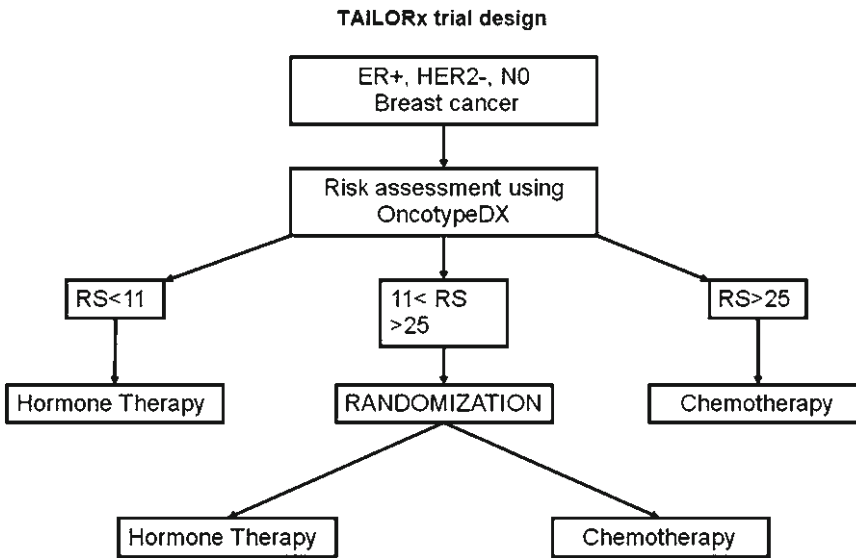 TAILORx trial design
ER+, HER2-, N0
Breast cancer
Risk assessment using
OncotypeDX
RS<11
11< RS
>25
RS>25
Hormone Therapy
RANDOMIZATION
Chemotherapy
Hormone Therapy
Chemotherapy